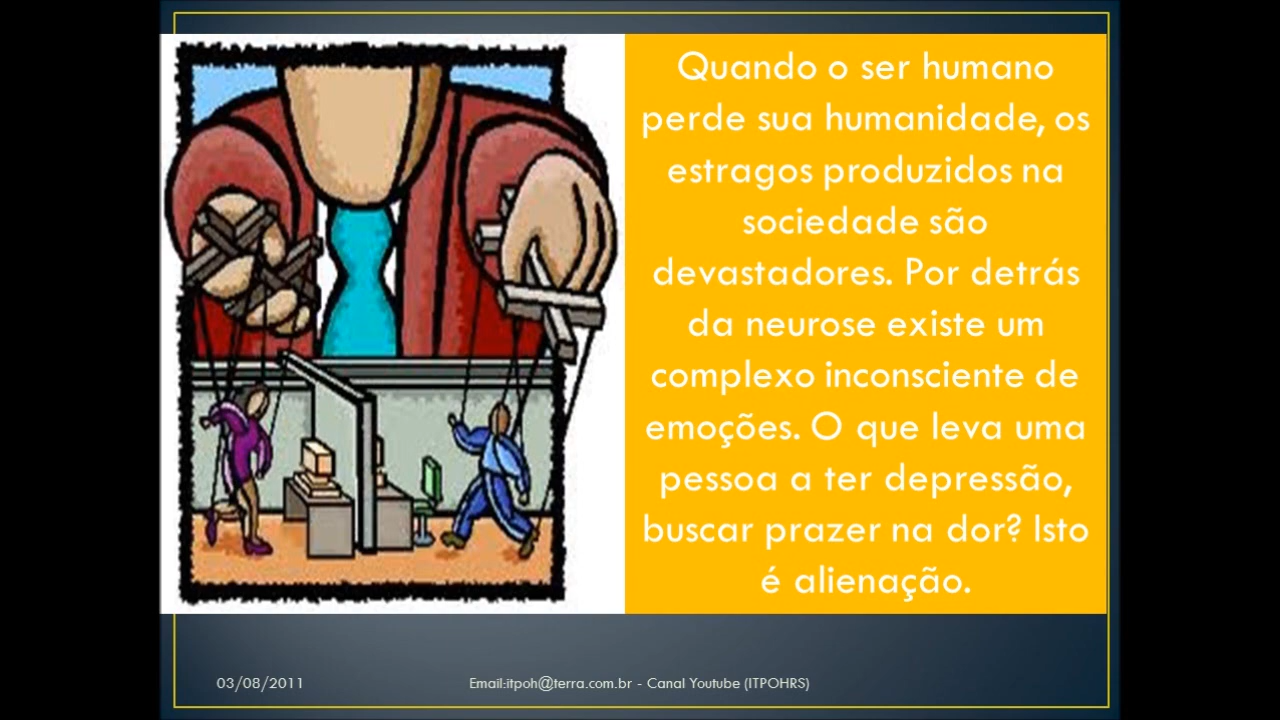 Quando o ser humano
perde sua humanidade, os
estragos produzidos na
sociedade são
devastadores. Por detrás
da neurose existe um
complexo inconsciente de
emoções. O que leva uma
pessoa a ter depressão,
buscar prazer na dor? Isto
é alienação.
03/08/2011
Email:itpoh@terra.com.br - Canal Youtube (ITPOHRS)